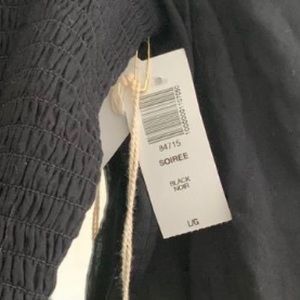 84/15
SOIREE
BLACK
NOIR
L/G